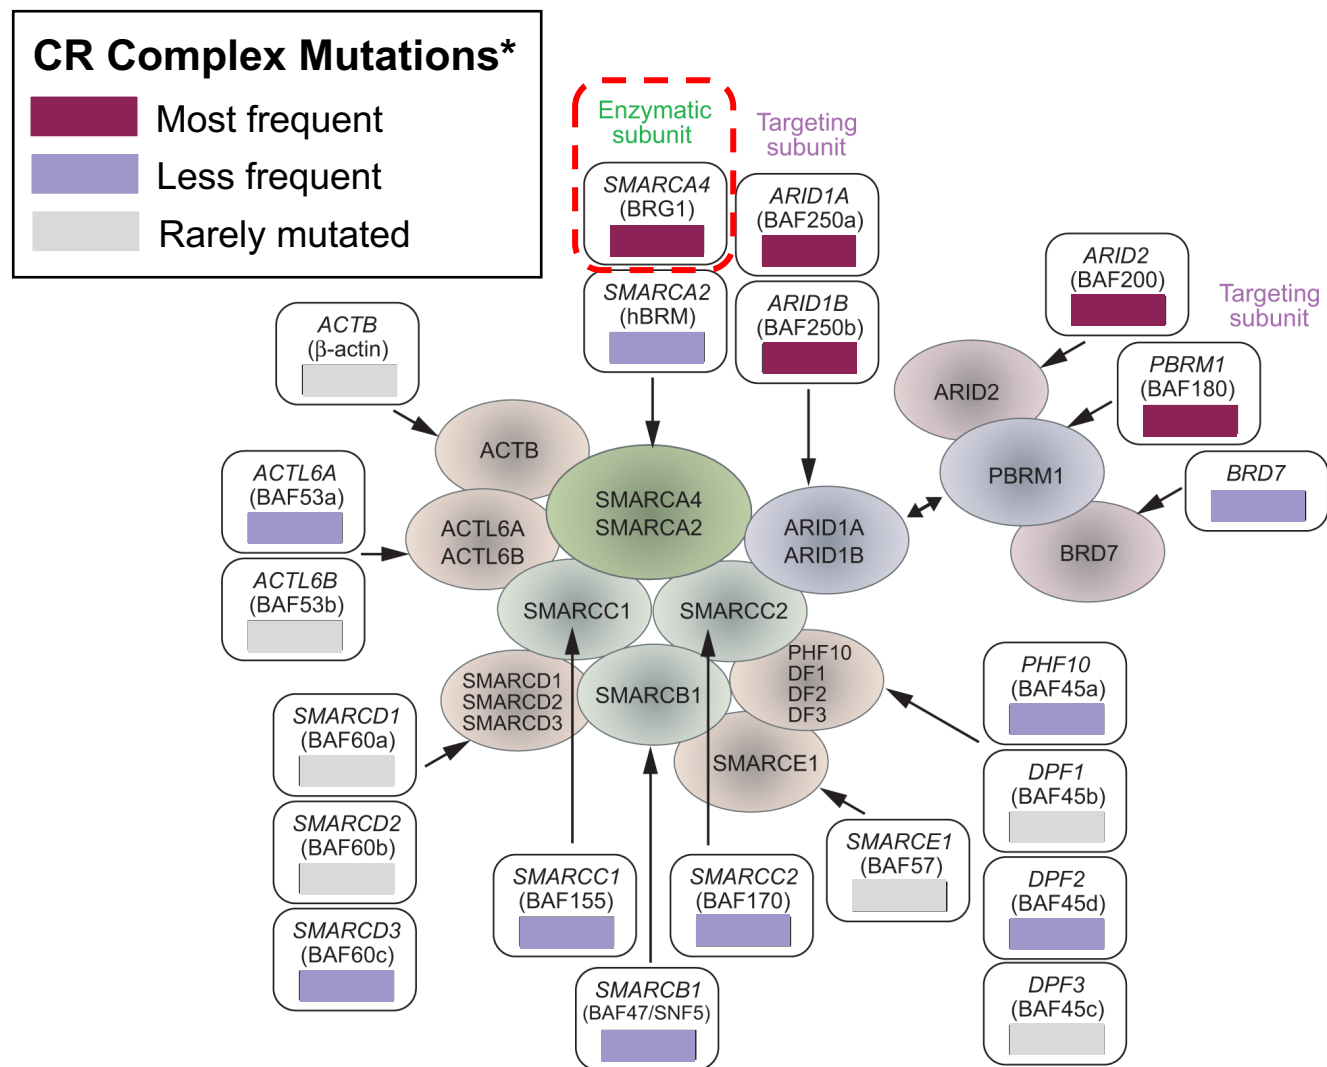 CR Complex Mutations*
Most frequent
Less frequent
Rarely mutated
Enzymatic
subunit
SMARCA4
(BRG1)
SMARCA2
(hBRM)
Targeting
subunit
ARID1A
(BAF250a)
ARID1B
(BAF250b)
ARID2
(BAF200)
Targeting
subunit
PBRM1
(BAF180)
BRD7
ACTB
(β-actin)
ACTL6A
(BAF53a)
ACTL6B
(BAF53b)
ACTB
ACTL6A
ACTL6B
SMARCA4
SMARCA2
ARID1A
ARID1B
ARID2
PBRM1
BRD7
SMARCC1
SMARCC2
SMARCD1
SMARCD2
SMARCD3
SMARCB1
PHF10
DF1
DF2
DF3
SMARCE1
SMARCD1
(BAF60a)
SMARCD2
(BAF60b)
SMARCD3
(BAF60c)
SMARCC1
(BAF155)
SMARCB1
(BAF47/SNF5)
SMARCC2
(BAF170)
SMARCE1
(BAF57)
PHF10
(BAF45a)
DPF1
(BAF45b)
DPF2
(BAF45d)
DPF3
(BAF45c)